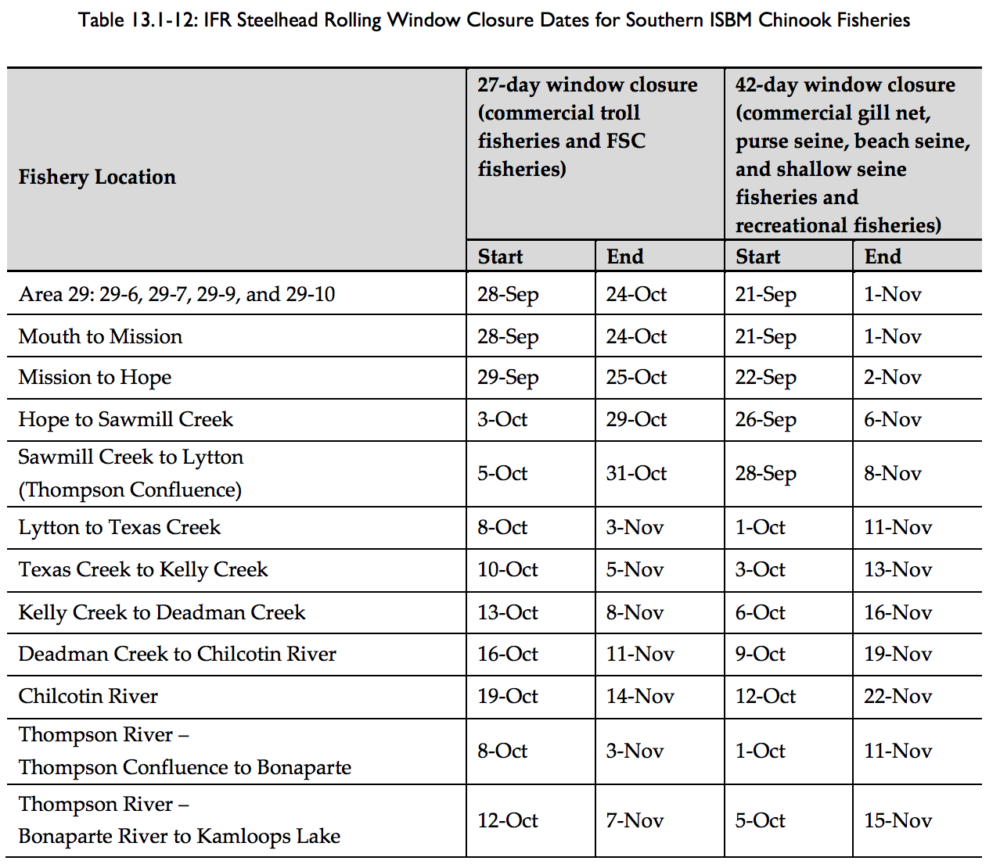 Table 13.1-12: IFR Steelhead Rolling Window Closure Dates for Southern ISBM Chinook Fisheries
Fishery Location
27-day window closure
(commercial troll
fisheries and FSC
fisheries)
42-day window closure
(commercial gill net,
purse seine, beach seine,
and shallow seine
fisheries and
recreational fisheries)
Start End Start End
Area 29: 29-6, 29-7, 29-9, and 29-10 28-Sep 24-Oct 21-Sep 1-Nov
Mouth to Mission 28-Sep 24-Oct 21-Sep 1-Nov
Mission to Hope 29-Sep 25-Oct 22-Sep 2-Nov
Hope to Sawmill Creek 3-Oct 29-Oct 26-Sep 6-Nov
Sawmill Creek to Lytton
(Thompson Confluence) 5-Oct 31-Oct 28-Sep 8-Nov
Lytton to Texas Creek 8-Oct 3-Nov 1-Oct 11-Nov
Texas Creek to Kelly Creek 10-Oct 5-Nov 3-Oct 13-Nov
Kelly Creek to Deadman Creek 13-Oct 8-Nov 6-Oct 16-Nov
Deadman Creek to Chilcotin River 16-Oct 11-Nov 9-Oct 19-Nov
Chilcotin River 19-Oct 14-Nov 12-Oct 22-Nov
Thompson River –
Thompson Confluence to Bonaparte 8-Oct 3-Nov 1-Oct 11-Nov
Thompson River –
Bonaparte River to Kamloops Lake 12-Oct 7-Nov 5-Oct 15-Nov